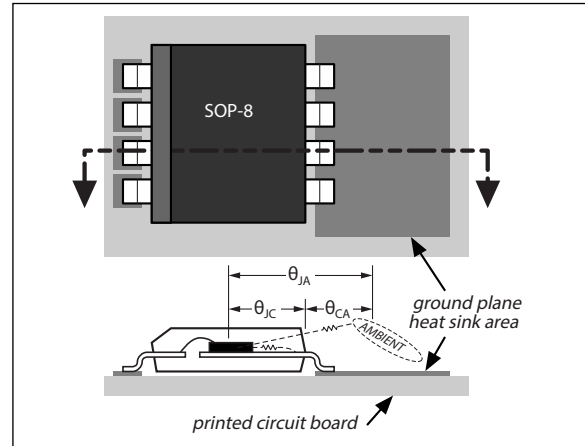 SOP-8
θJA
θJC
θCA
AMBIENT
ground plane
heat sink area
printed circuit board